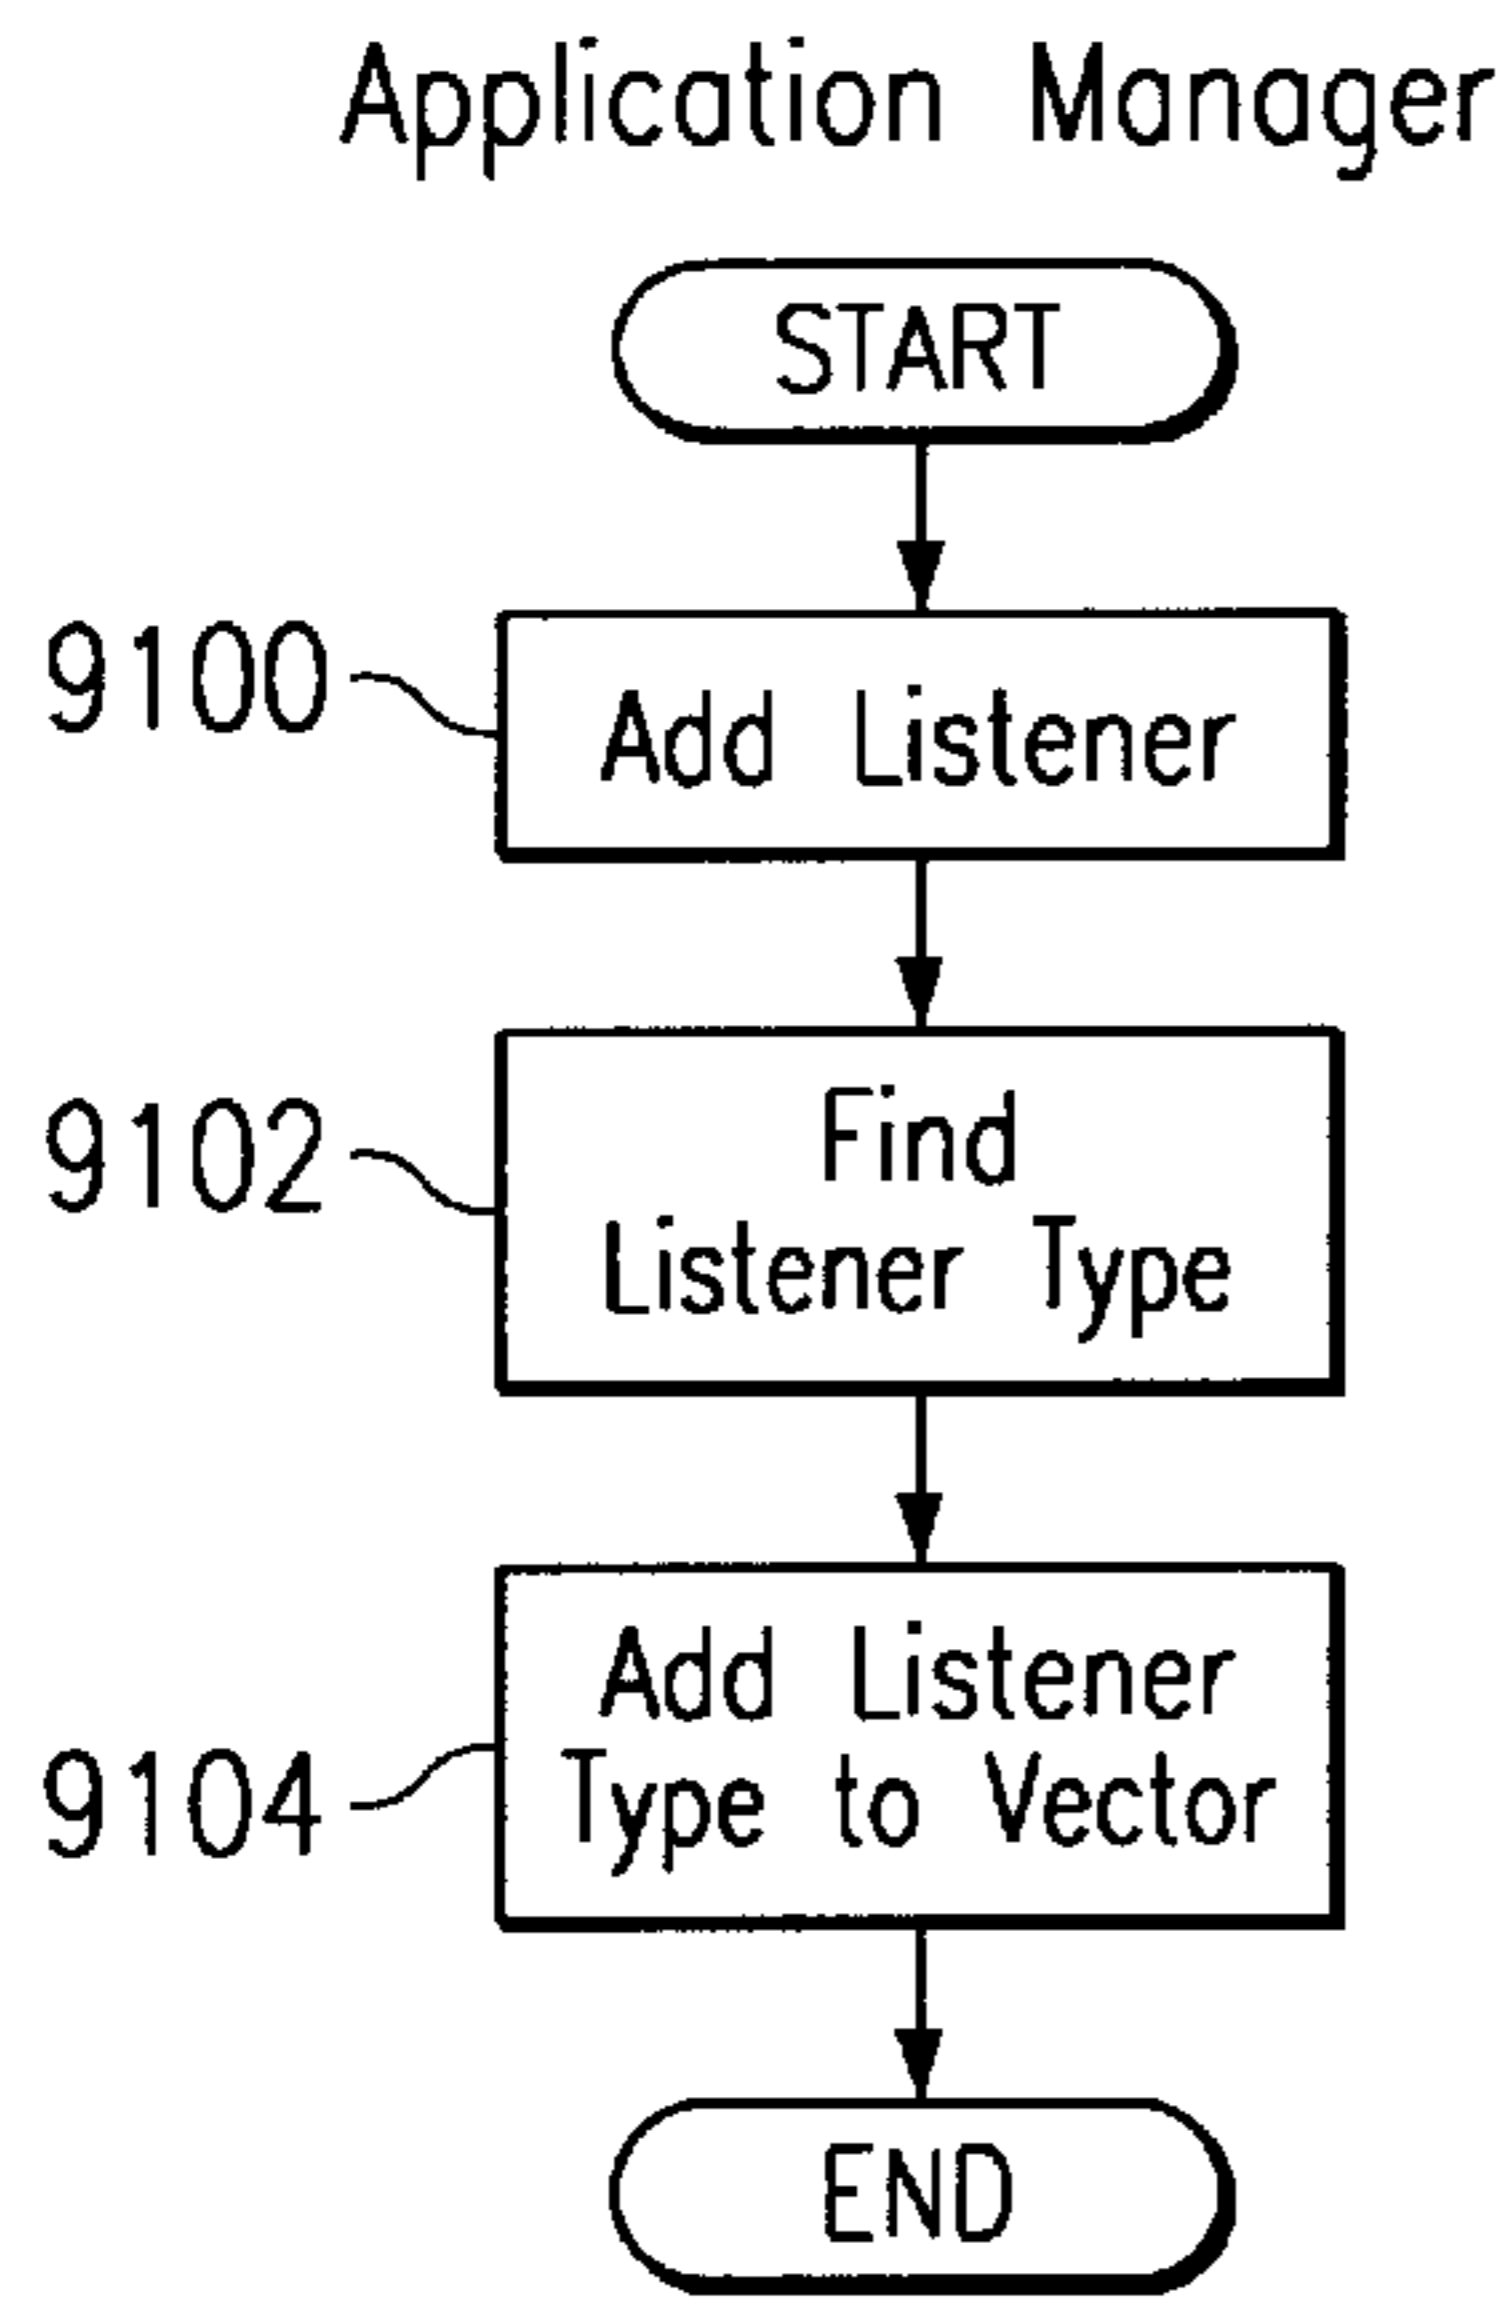 Application Manager
START
9100
Add Listener
9102
Find
Listener Type
9104
Add Listener
Type to Vector
END